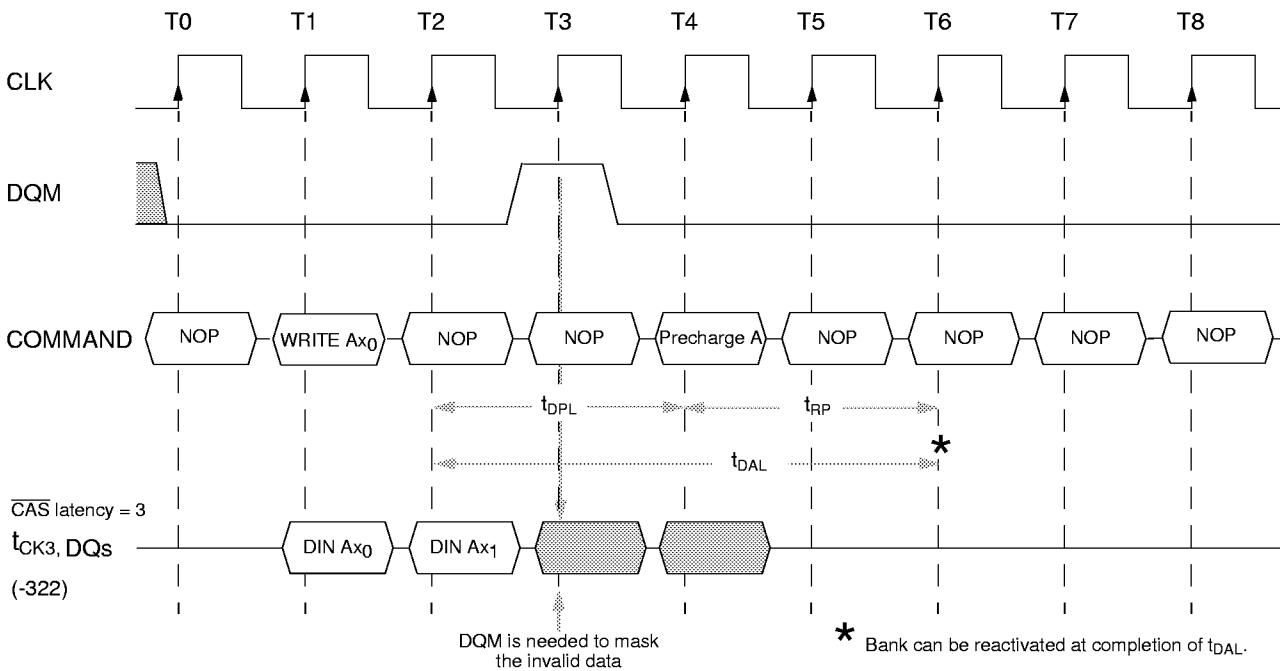 T0 T1 T2 T3 T4 T5 T6 T7 T8
CLK
DQM
COMMAND NOP WRITE Ax0 NOP NOP Precharge A NOP NOP NOP NOP
tDPL tRP
*
tDAL
CAS latency = 3
tCK3, DQs DIN Ax0 DIN Ax1
(-322)
DQM is needed to mask
the invalid data
* Bank can be reactivated at completion of tDAL.